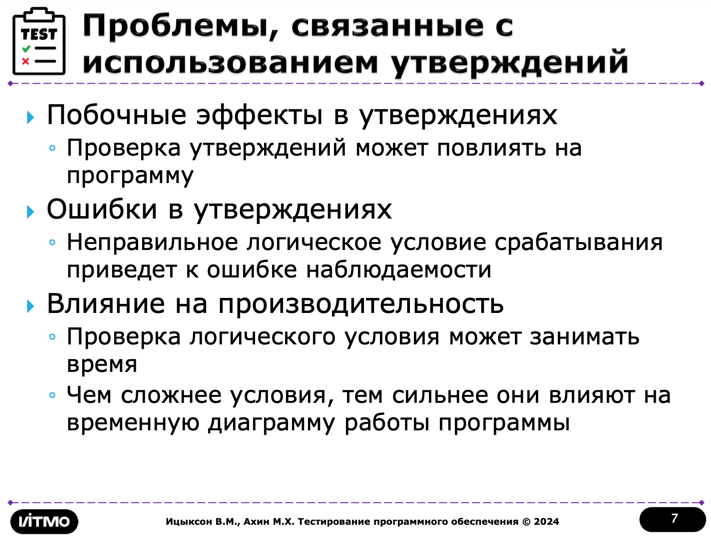 TEST
Проблемы, связанные с
использованием утверждений
Побочные эффекты в утверждениях
Проверка утверждений может повлиять на
программу
Ошибки в утверждениях
Неправильное логическое условие срабатывания
приведет к ошибке наблюдаемости
Влияние на производительность
Проверка логического условия может занимать
время
Чем сложнее условия, тем сильнее они влияют на
временную диаграмму работы программы
ИТМО
Ицыксон В.М., Ахин М.Х. Тестирование программного обеспечения © 2024
7